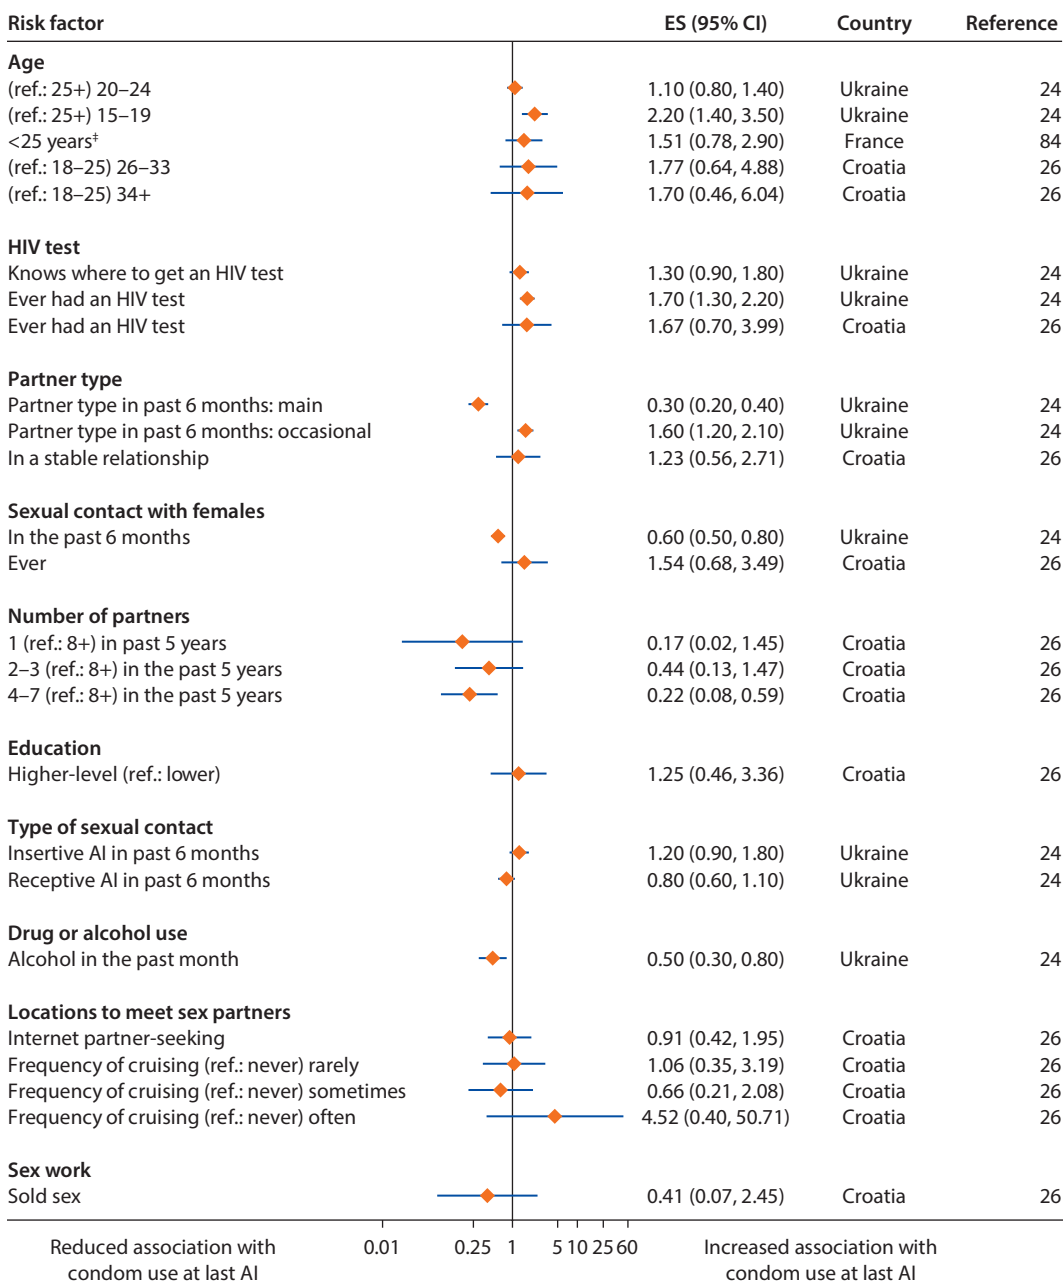 Risk factor ES (95% CI) Country Reference
Age
(ref.: 25+) 20–24 1.10 (0.80, 1.40) Ukraine 24
(ref.: 25+) 15–19 2.20 (1.40, 3.50) Ukraine 24
<25 years‡ 1.51 (0.78, 2.90) France 84
(ref.: 18–25) 26–33 1.77 (0.64, 4.88) Croatia 26
(ref.: 18–25) 34+ 1.70 (0.46, 6.04) Croatia 26
HIV test
Knows where to get an HIV test 1.30 (0.90, 1.80) Ukraine 24
Ever had an HIV test 1.70 (1.30, 2.20) Ukraine 24
Ever had an HIV test 1.67 (0.70, 3.99) Croatia 26
Partner type
Partner type in past 6 months: main 0.30 (0.20, 0.40) Ukraine 24
Partner type in past 6 months: occasional 1.60 (1.20, 2.10) Ukraine 24
In a stable relationship 1.23 (0.56, 2.71) Croatia 26
Sexual contact with females
In the past 6 months 0.60 (0.50, 0.80) Ukraine 24
Ever 1.54 (0.68, 3.49) Croatia 26
Number of partners
1 (ref.: 8+) in past 5 years 0.17 (0.02, 1.45) Croatia 26
2–3 (ref.: 8+) in the past 5 years 0.44 (0.13, 1.47) Croatia 26
4–7 (ref.: 8+) in the past 5 years 0.22 (0.08, 0.59) Croatia 26
Education
Higher-level (ref.: lower) 1.25 (0.46, 3.36) Croatia 26
Type of sexual contact
Insertive AI in past 6 months 1.20 (0.90, 1.80) Ukraine 24
Receptive AI in past 6 months 0.80 (0.60, 1.10) Ukraine 24
Drug or alcohol use
Alcohol in the past month 0.50 (0.30, 0.80) Ukraine 24
Locations to meet sex partners
Internet partner-seeking 0.91 (0.42, 1.95) Croatia 26
Frequency of cruising (ref.: never) rarely 1.06 (0.35, 3.19) Croatia 26
Frequency of cruising (ref.: never) sometimes 0.66 (0.21, 2.08) Croatia 26
Frequency of cruising (ref.: never) often 4.52 (0.40, 50.71) Croatia 26
Sex work
Sold sex 0.41 (0.07, 2.45) Croatia 26
Reduced association with 0.01 0.25 1 5 10 25 60 Increased association with
condom use at last AI condom use at last AI